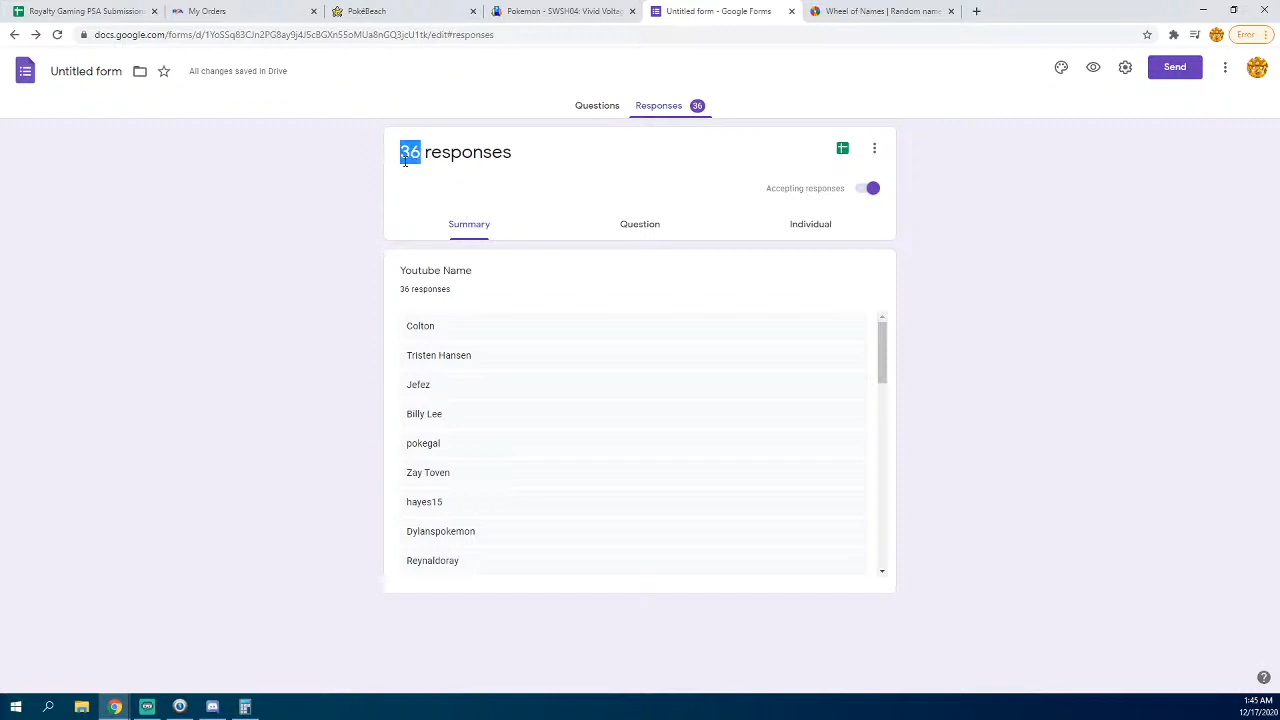 Royalty Gaming PSA Submission
My Orders
PokéBeach
Pokemon - SWSH04: Vivid Voltag
Untitled form - Google Forms
Wheel of Names | Random name
docs.google.com/forms/d/1YoSSq83CJn2PG8ay9j4J5cBGXn55oMUa8nGQ3jcU1tk/edit#responses
Error
Untitled form
All changes saved in Drive
Send
Questions
Responses 36
36 responses
Accepting responses
Summary
Question
Individual
Youtube Name
36 responses
Colton
Tristen Hansen
Jefez
Billy Lee
pokegal
Zay Toven
hayes15
Dylanspokemon
Reynaldoray
1:45 AM
12/17/2020